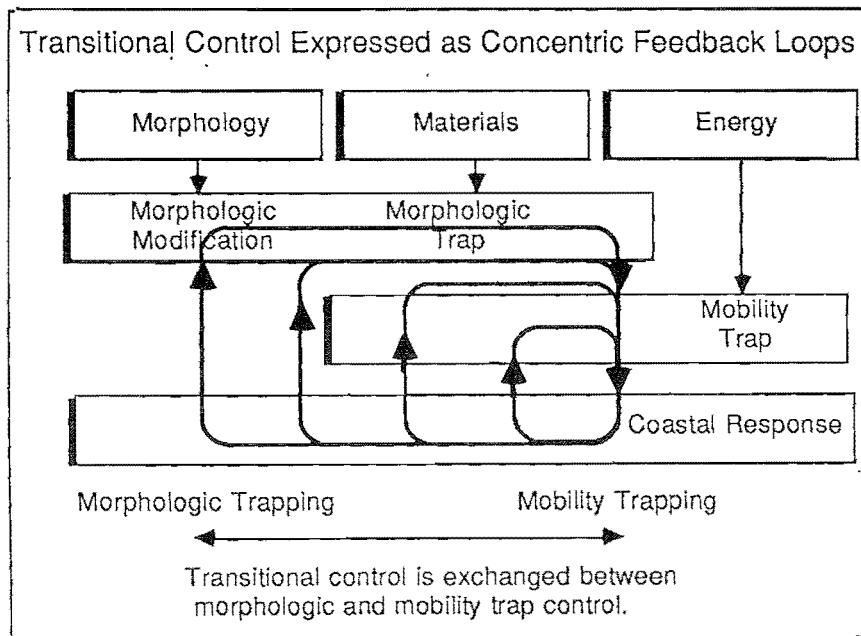 Transitional Control Expressed as Concentric Feedback Loops
Morphology
Materials
Energy
Morphologic
Modification
Morphologic
Trap
Mobility
Trap
Coastal Response
Morphologic Trapping
Mobility Trapping
Transitional control is exchanged between
morphologic and mobility trap control.